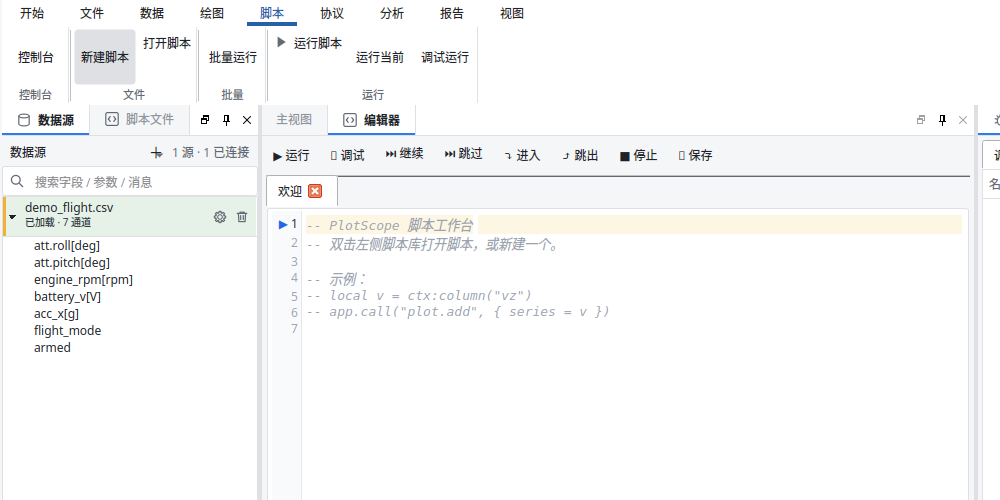 开始 文件 数据 绘图 脚本 协议 分析 报告 视图
控制台 新建脚本 打开脚本 批量运行 运行脚本 运行当前 调试运行
控制台 文件 批量 运行
数据源 脚本文件 主视图 编辑器
数据源 1 源 · 1 已连接
▶运行 调试 继续 跳过 进入 跳出 停止 保存
搜索字段 / 参数 / 消息
欢迎
demo_flight.csv
已加载 · 7 通道
att.roll[deg]
att.pitch[deg]
engine_rpm[rpm]
battery_v[V]
acc_x[g]
flight_mode
armed
1 -- PlotScope 脚本工作台
2 -- 双击左侧脚本库打开脚本，或新建一个。
3
4 -- 示例：
5 -- local v = ctx:column("vz")
6 -- app.call("plot.add", { series = v })
7
名